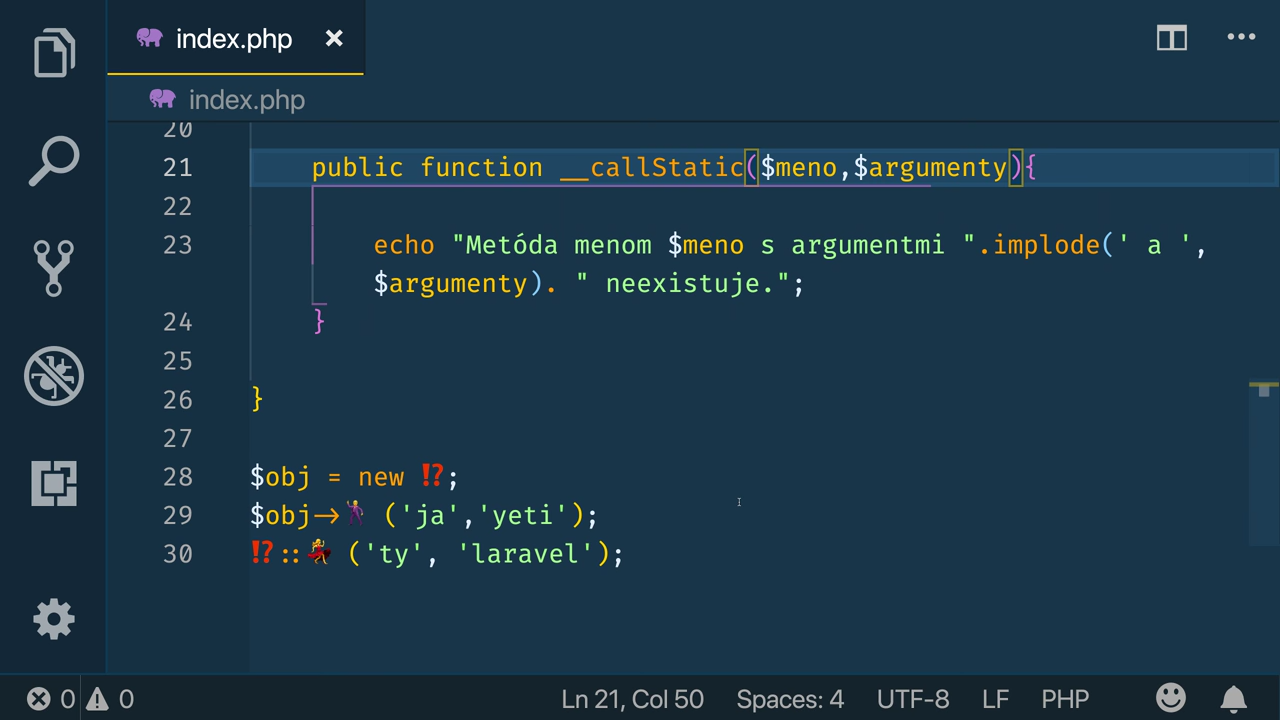 index.php
index.php
20
21 public function __callStatic($meno,$argumenty){
22
23 echo "Metóda menom $meno s argumentmi ".implode(' a ',
$argumenty). " neexistuje.";
24 }
25
26 }
27
28 $obj = new ⁉️;
29 $obj->🕺 ('ja','yeti');
30 ⁉️::💃 ('ty', 'laravel');
0 0 Ln 21, Col 50 Spaces: 4 UTF-8 LF PHP